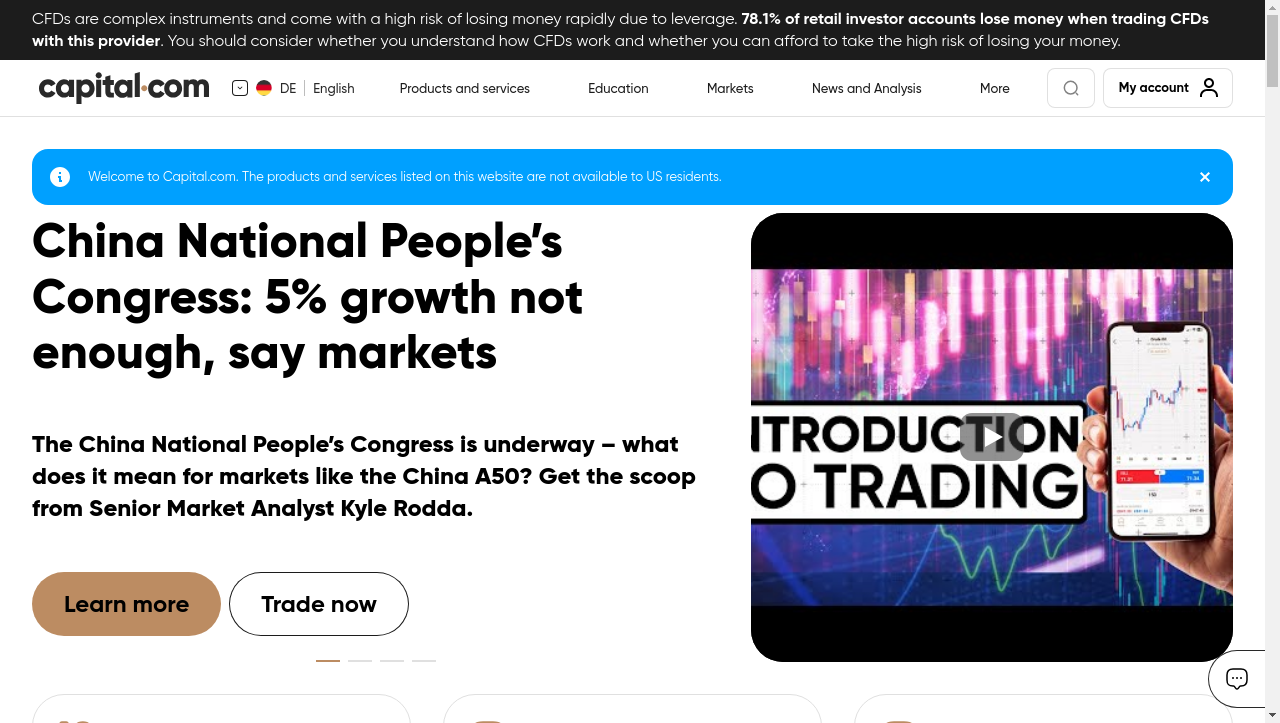 CFDs are complex instruments and come with a high risk of losing money rapidly due to leverage. 78.1% of retail investor accounts lose money when trading CFDs
with this provider. You should consider whether you understand how CFDs work and whether you can afford to take the high risk of losing your money.
capital.com
DE English
Products and services
Education
Markets
News and Analysis
More
My account
Welcome to Capital.com. The products and services listed on this website are not available to US residents.
China National People’s
Congress: 5% growth not
enough, say markets
The China National People’s Congress is underway – what
does it mean for markets like the China A50? Get the scoop
from Senior Market Analyst Kyle Rodda.
Learn more
Trade now
NTRODUCTION
O TRADING